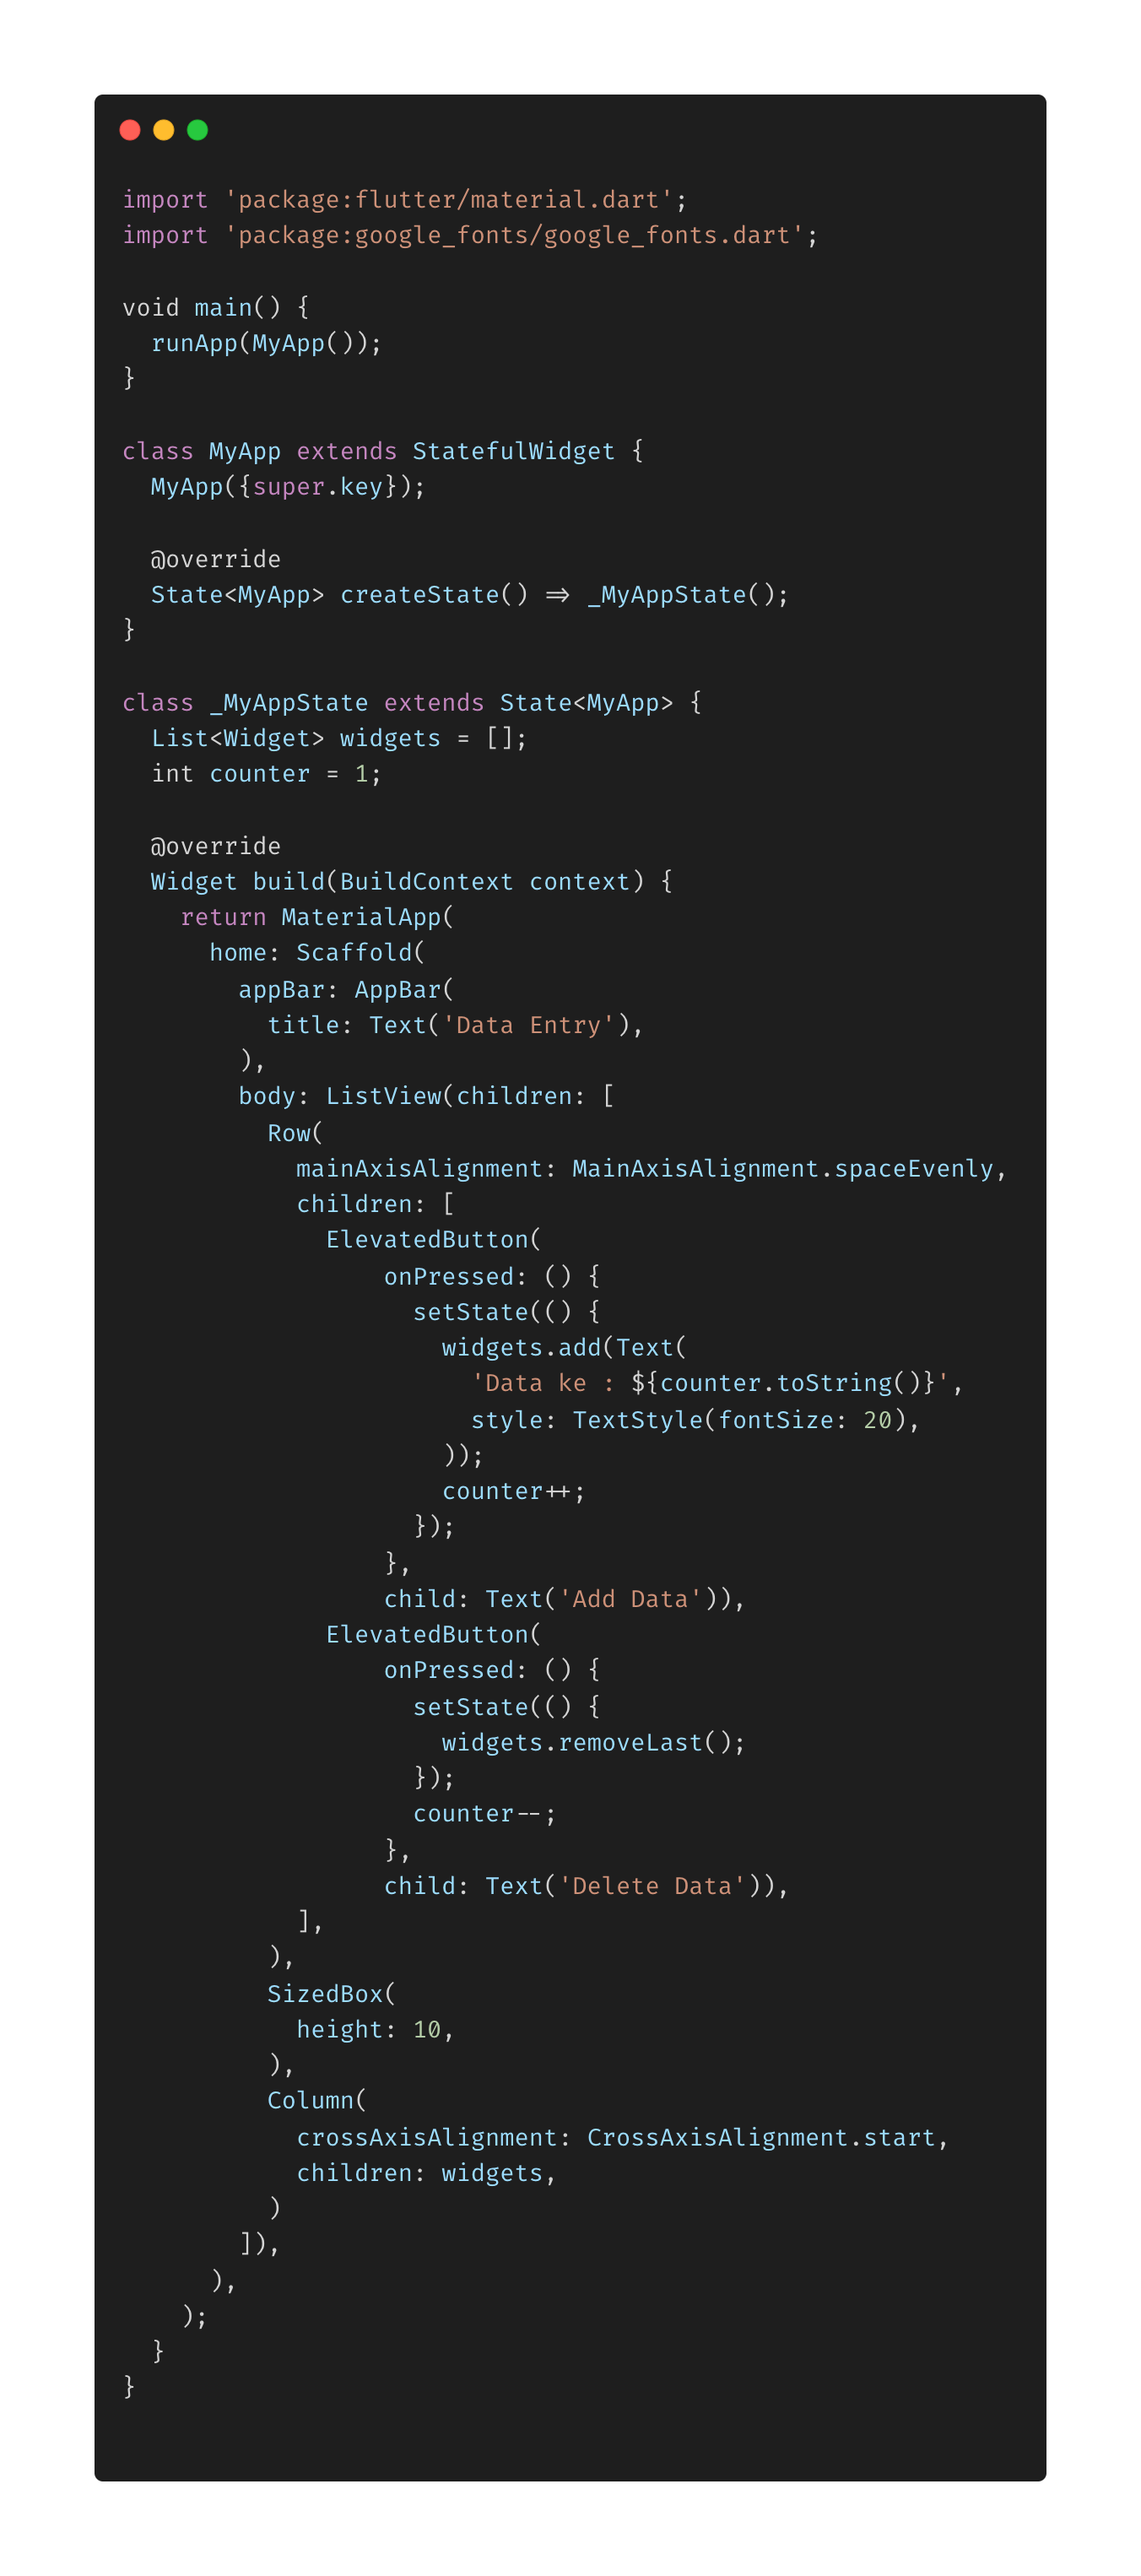 import 'package:flutter/material.dart';
import 'package:google_fonts/google_fonts.dart';

void main() {
  runApp(MyApp());
}

class MyApp extends StatefulWidget {
  MyApp({super.key});

  @override
  State<MyApp> createState() => _MyAppState();
}

class _MyAppState extends State<MyApp> {
  List<Widget> widgets = [];
  int counter = 1;

  @override
  Widget build(BuildContext context) {
    return MaterialApp(
      home: Scaffold(
        appBar: AppBar(
          title: Text('Data Entry'),
        ),
        body: ListView(children: [
          Row(
            mainAxisAlignment: MainAxisAlignment.spaceEvenly,
            children: [
              ElevatedButton(
                  onPressed: () {
                    setState(() {
                      widgets.add(Text(
                        'Data ke : ${counter.toString()}',
                        style: TextStyle(fontSize: 20),
                      ));
                      counter++;
                    });
                  },
                  child: Text('Add Data')),
              ElevatedButton(
                  onPressed: () {
                    setState(() {
                      widgets.removeLast();
                    });
                    counter--;
                  },
                  child: Text('Delete Data')),
            ],
          ),
          SizedBox(
            height: 10,
          ),
          Column(
            crossAxisAlignment: CrossAxisAlignment.start,
            children: widgets,
          )
        ]),
      ),
    );
  }
}